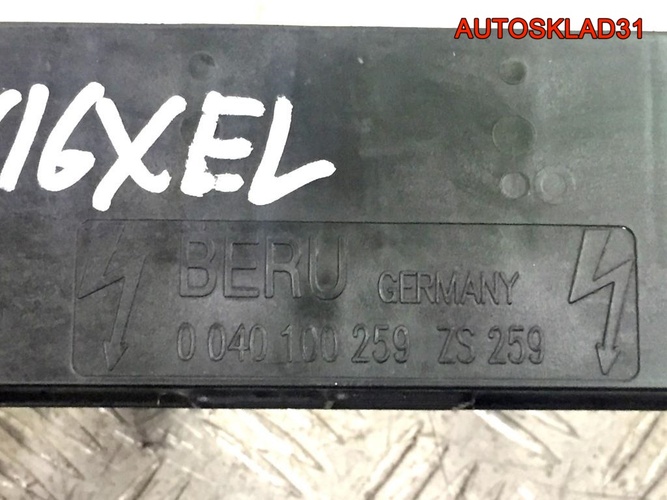 AUTOSKLAD31
16XEL
BERU GERMANY
0 040 100 259 ZS 259